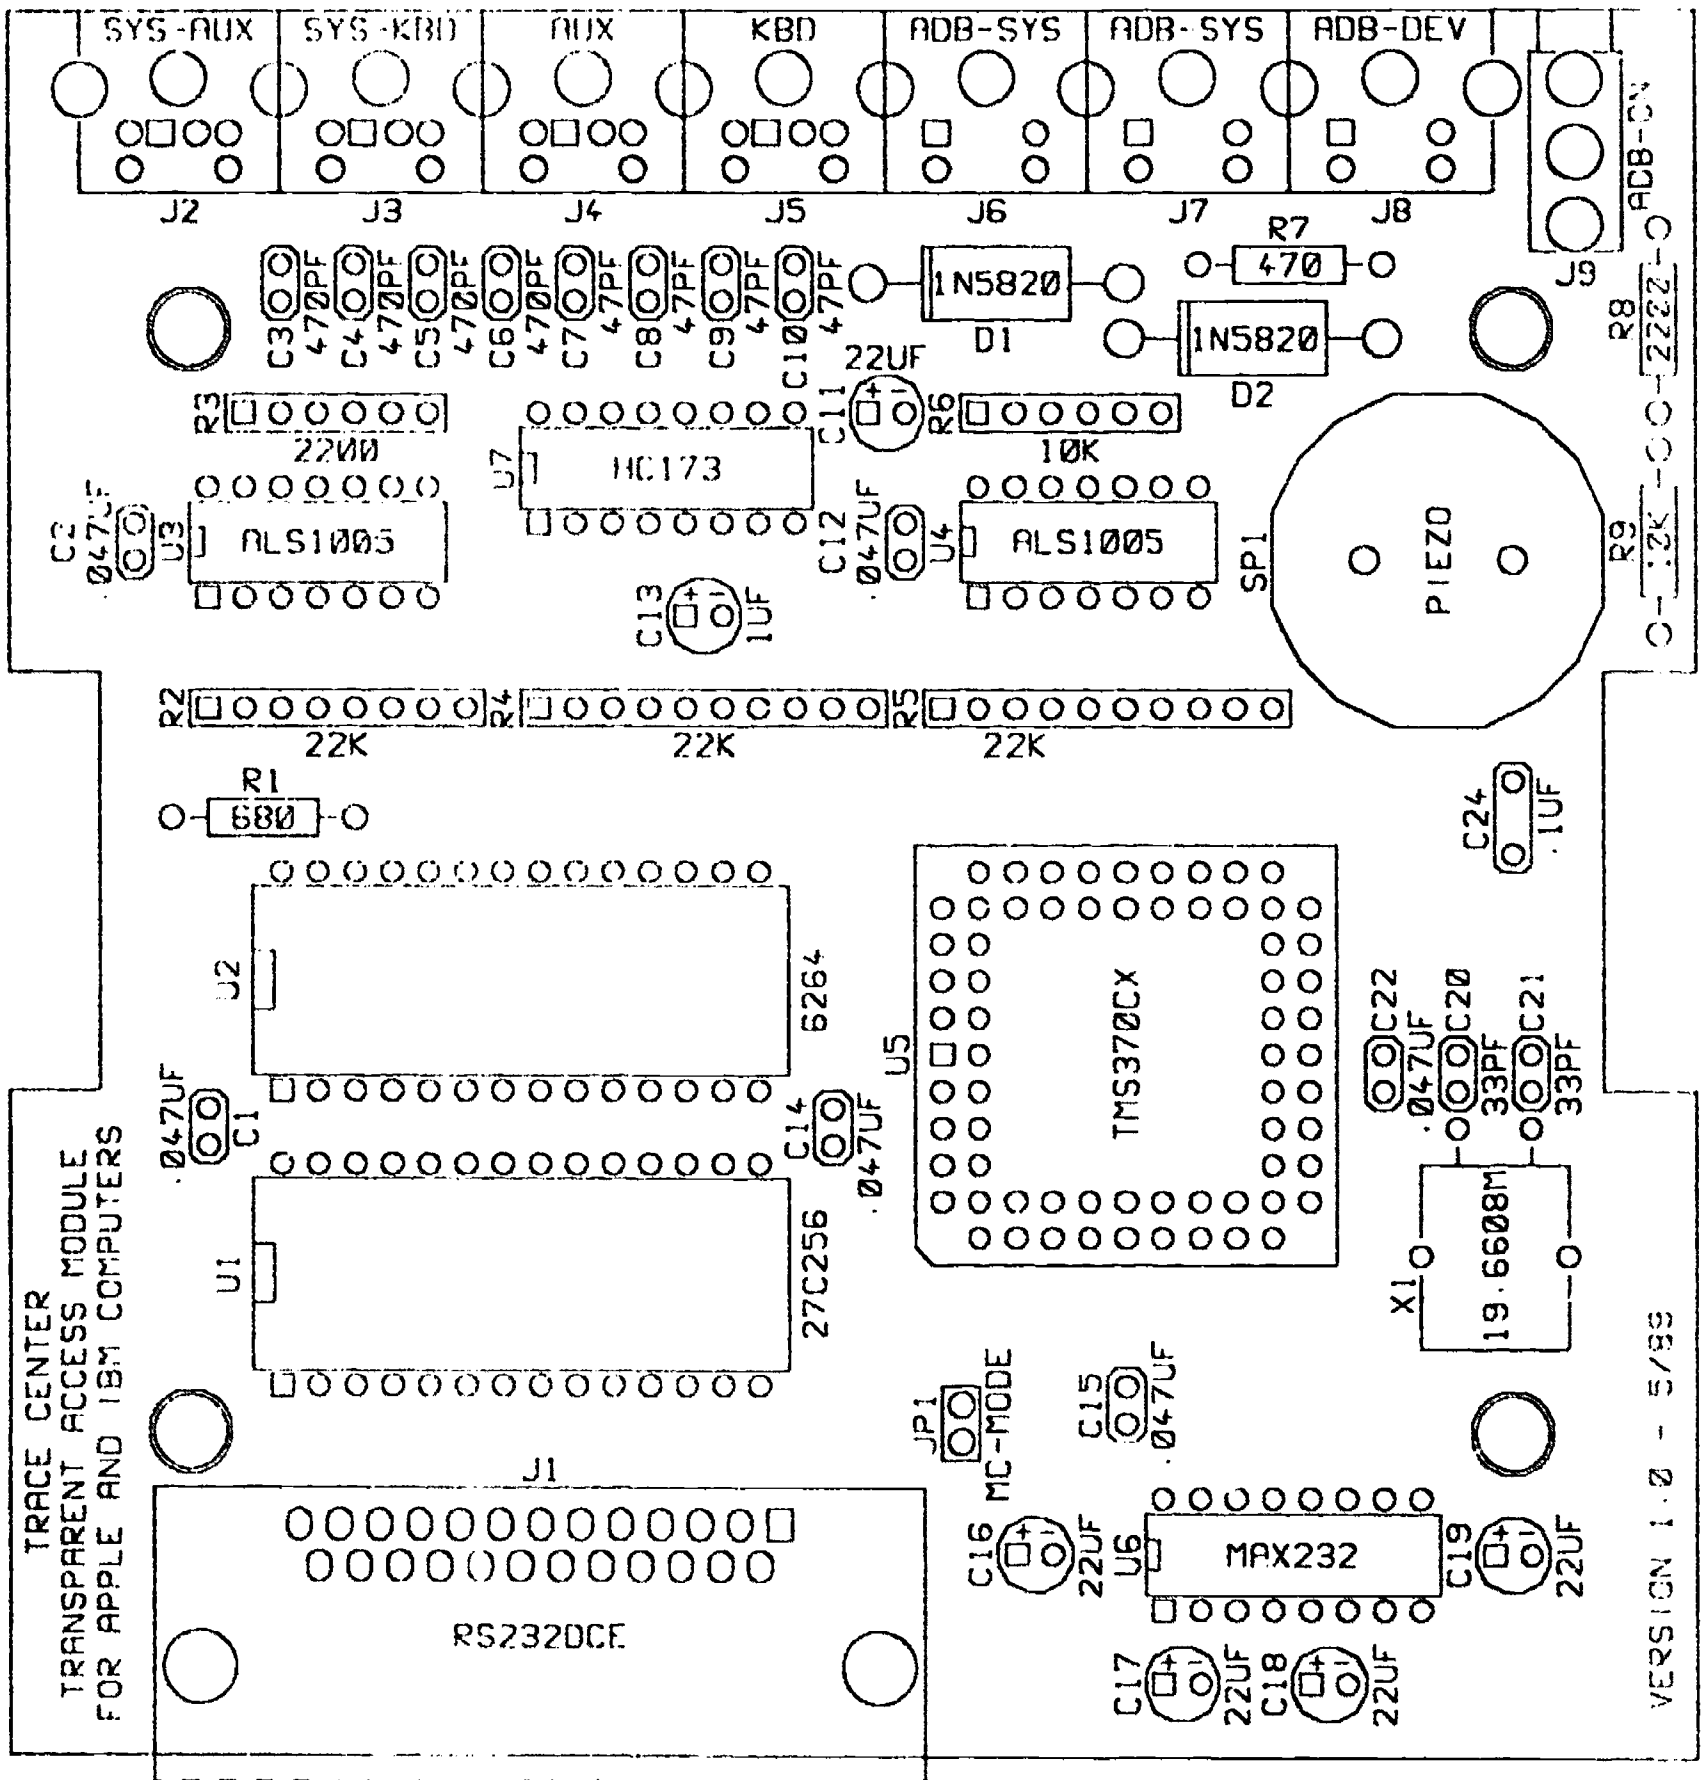 SYS-AUX
SYS-KBD
AUX
KBD
ADB-SYS
ADB-SYS
ADB-DEV
ADB-ON
J2
J3
J4
J5
J6
J7
J8
J9
C3
470PF
C4
470PF
C5
470PF
C6
470PF
C7
47PF
C8
47PF
C9
47PF
C10
47PF
1N5820
D1
R7
470
1N5820
D2
R8
R3
2200
U7
HC173
C11
22UF
R6
10K
C2
.047UF
U3
ALS1005
C12
.047UF
U4
ALS1005
SP1
PIEZO
R9
10K
C13
1UF
R2
22K
R4
22K
R5
22K
R1
680
C24
.1UF
U2
6264
U5
TMS370CX
C22
.047UF
C20
33PF
C21
33PF
.047UF
C1
C14
.047UF
U1
27C256
X1
19.6608M
TRACE CENTER
TRANSPARENT ACCESS MODULE
FOR APPLE AND IBM COMPUTERS
JP1
MC-MODE
C15
.047UF
J1
RS232DCE
C16
22UF
U6
MAX232
C19
22UF
C17
22UF
C18
22UF
VERSION 1.0 - 5/89